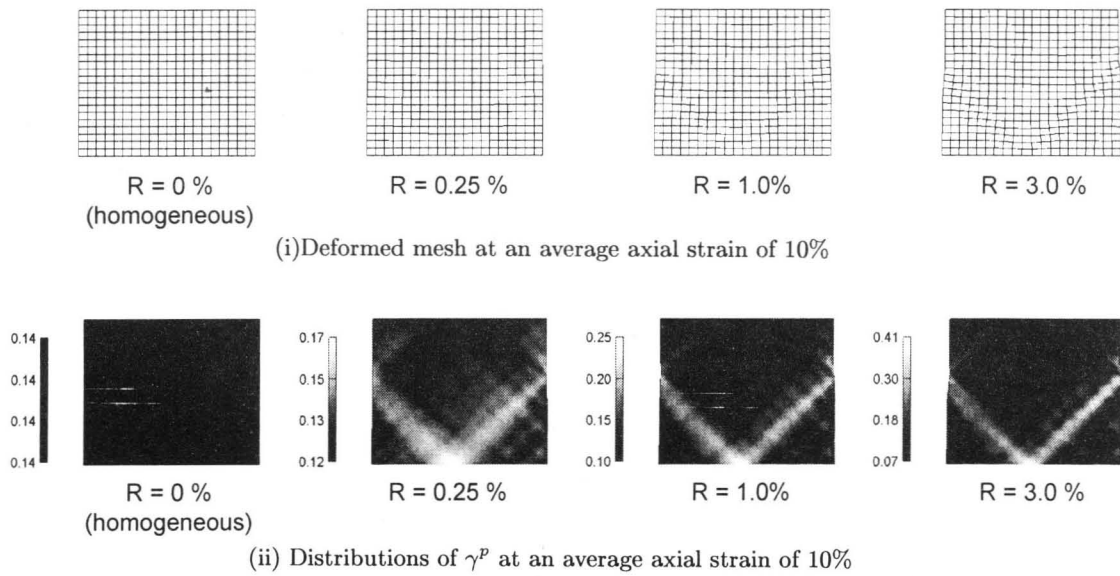 R = 0 %
(homogeneous)
R = 0.25 %
R = 1.0%
R = 3.0 %
(i)Deformed mesh at an average axial strain of 10%
0.14
0.14
0.14
0.14
0.17
0.15
0.13
0.12
0.25
0.20
0.15
0.10
0.41
0.30
0.18
0.07
R = 0 %
(homogeneous)
R = 0.25 %
R = 1.0%
R = 3.0 %
(ii) Distributions of γᵖ at an average axial strain of 10%